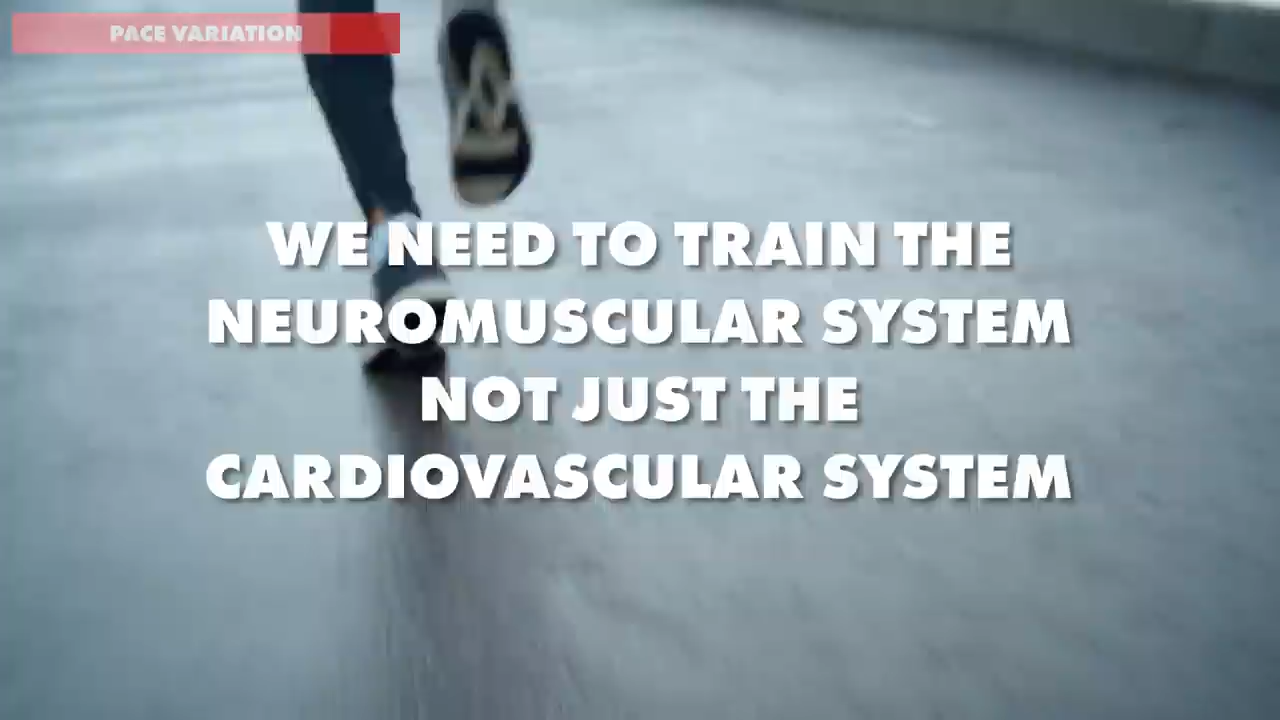 PACE VARIATION
WE NEED TO TRAIN THE
NEUROMUSCULAR SYSTEM
NOT JUST THE
CARDIOVASCULAR SYSTEM